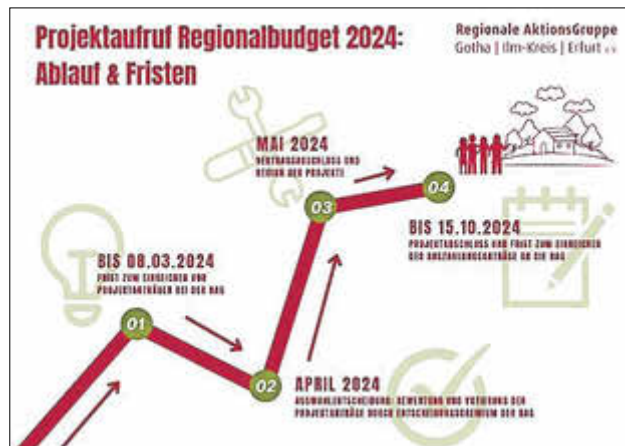 Projektaufruf Regionalbudget 2024:
Ablauf & Fristen
Regionale AktionsGruppe
Gotha | Ilm-Kreis | Erfurt e.V.
01
BIS 08.03.2024
FRIST ZUM EINREICHEN VON
PROJEKTANTRÄGEN BEI DER RAG
02
APRIL 2024
AUSWAHLENTSCHEIDUNG: BEWERTUNG UND VOTIERUNG DER
PROJEKTANTRÄGE DURCH ENTSCHEIDUNGSGREMIUM DER RAG
03
MAI 2024
VERTRAGSABSCHLUSS UND
BEGINN DER PROJEKTE
04
BIS 15.10.2024
PROJEKTABSCHLUSS UND FRIST ZUM EINREICHEN
DER AUSZAHLUNGSANTRÄGE AN DIE RAG